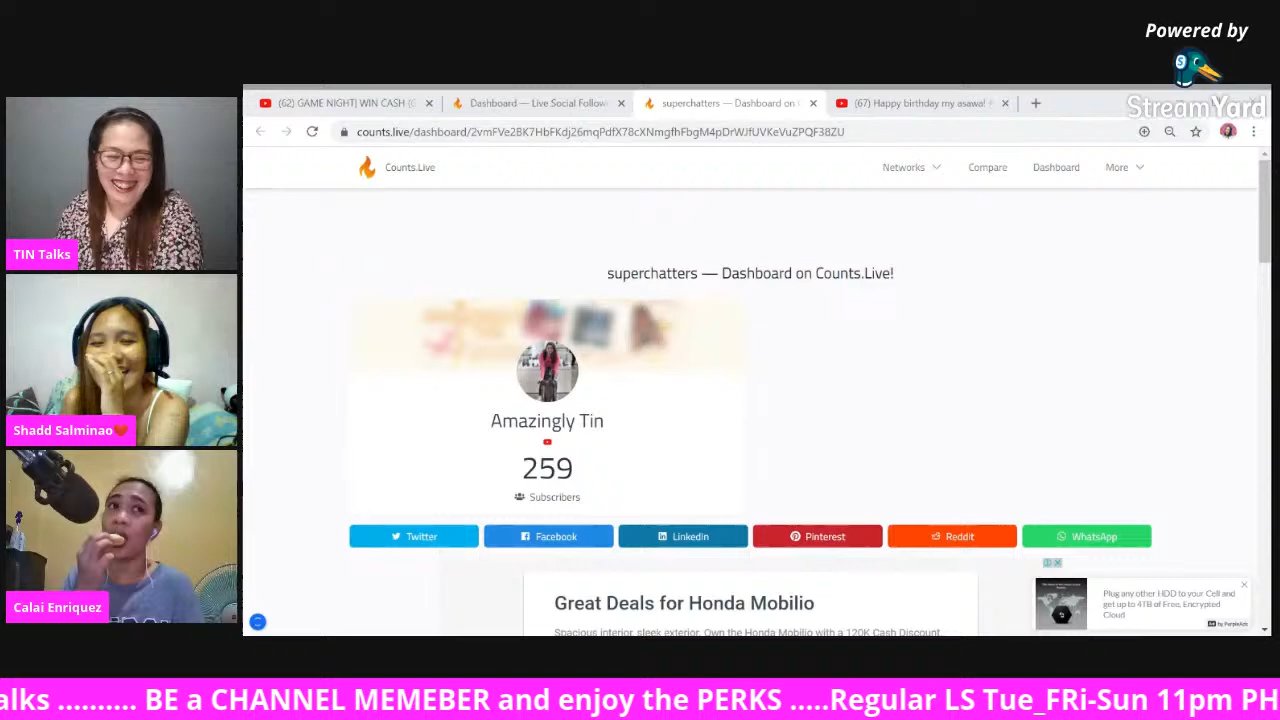 Powered by
StreamYard
(62) GAME NIGHT| WIN CASH
Dashboard — Live Social Follow
superchatters — Dashboard on C
(67) Happy birthday my asawa!
counts.live/dashboard/2vmFVe28K7HbFKdj26mqPdfX78cXNmgfhFbgM4pDrWJfUVKeVuZPQF38ZU
Counts.Live
Networks
Compare
Dashboard
More
superchatters — Dashboard on Counts.Live!
Amazingly Tin
259
Subscribers
Twitter
Facebook
LinkedIn
Pinterest
Reddit
WhatsApp
Great Deals for Honda Mobilio
Spacious interior, sleek exterior. Own the Honda Mobilio with a 120K Cash Discount
Plug any other HDD to your Cell and
get up to 4TB of Free, Encrypted
Cloud
Ad by PurpleAds
TIN Talks
Shadd Salminao❤️
Calai Enriquez
alks .......... BE a CHANNEL MEMEBER and enjoy the PERKS .....Regular LS Tue_FRi-Sun 11pm PH